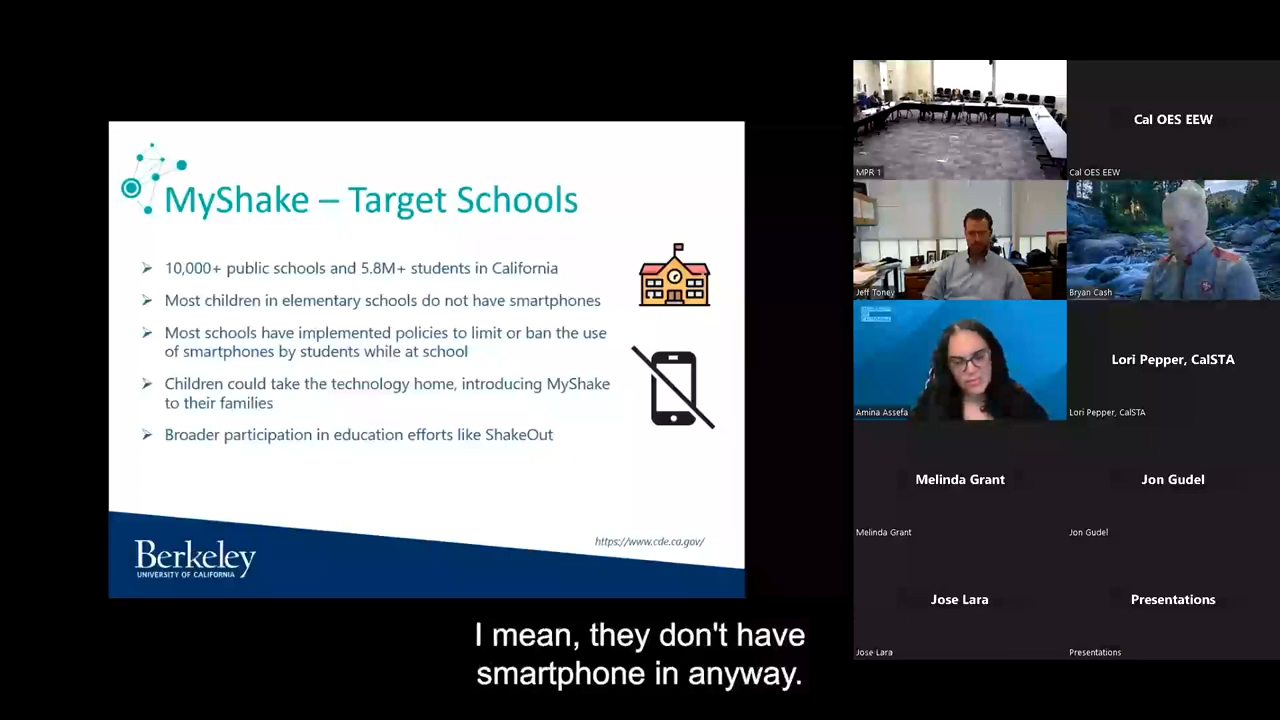 MyShake – Target Schools
10,000+ public schools and 5.8M+ students in California
Most children in elementary schools do not have smartphones
Most schools have implemented policies to limit or ban the use
of smartphones by students while at school
Children could take the technology home, introducing MyShake
to their families
Broader participation in education efforts like ShakeOut
https://www.cde.ca.gov/
Berkeley
UNIVERSITY OF CALIFORNIA
MPR 1
Cal OES EEW
Cal OES EEW
Jeff Toney
Bryan Cash
Amina Assefa
Lori Pepper, CalSTA
Lori Pepper, CalSTA
Melinda Grant
Melinda Grant
Jon Gudel
Jon Gudel
Jose Lara
Jose Lara
Presentations
Presentations
I mean, they don't have
smartphone in anyway.